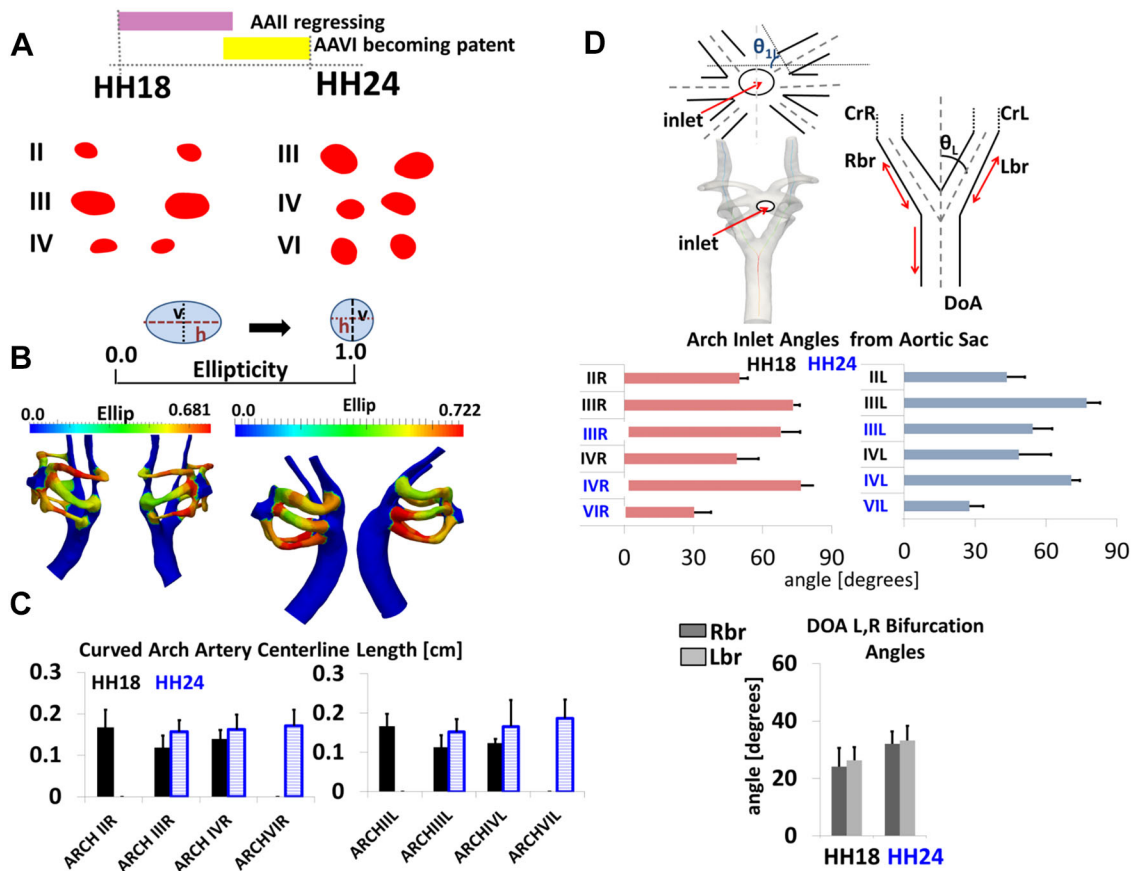 A
AAII regressing
AAVI becoming patent
HH18 HH24
II
III
IV
III
IV
VI
v
h
v
h
0.0 1.0
Ellipticity
B
0.0 Ellip 0.681
0.0 Ellip 0.722
C
Curved Arch Artery Centerline Length [cm]
HH18 HH24
0.3
0.2
0.1
0
ARCH IIR
ARCH IIIR
ARCH IVR
ARCHVIR
0.3
0.2
0.1
0
ARCHIIL
ARCHIIIL
ARCHIVL
ARCHVIL
D
θ1L
inlet
inlet
CrR CrL
Rbr θL Lbr
DoA
Arch Inlet Angles from Aortic Sac
HH18 HH24
IIR
IIIR
IIIR
IVR
IVR
VIR
0 30 60 90
IIL
IIIL
IIIL
IVL
IVL
VIL
0 30 60 90
angle [degrees]
Rbr
Lbr
DOA L,R Bifurcation
Angles
angle [degrees]
60
40
20
0
HH18 HH24